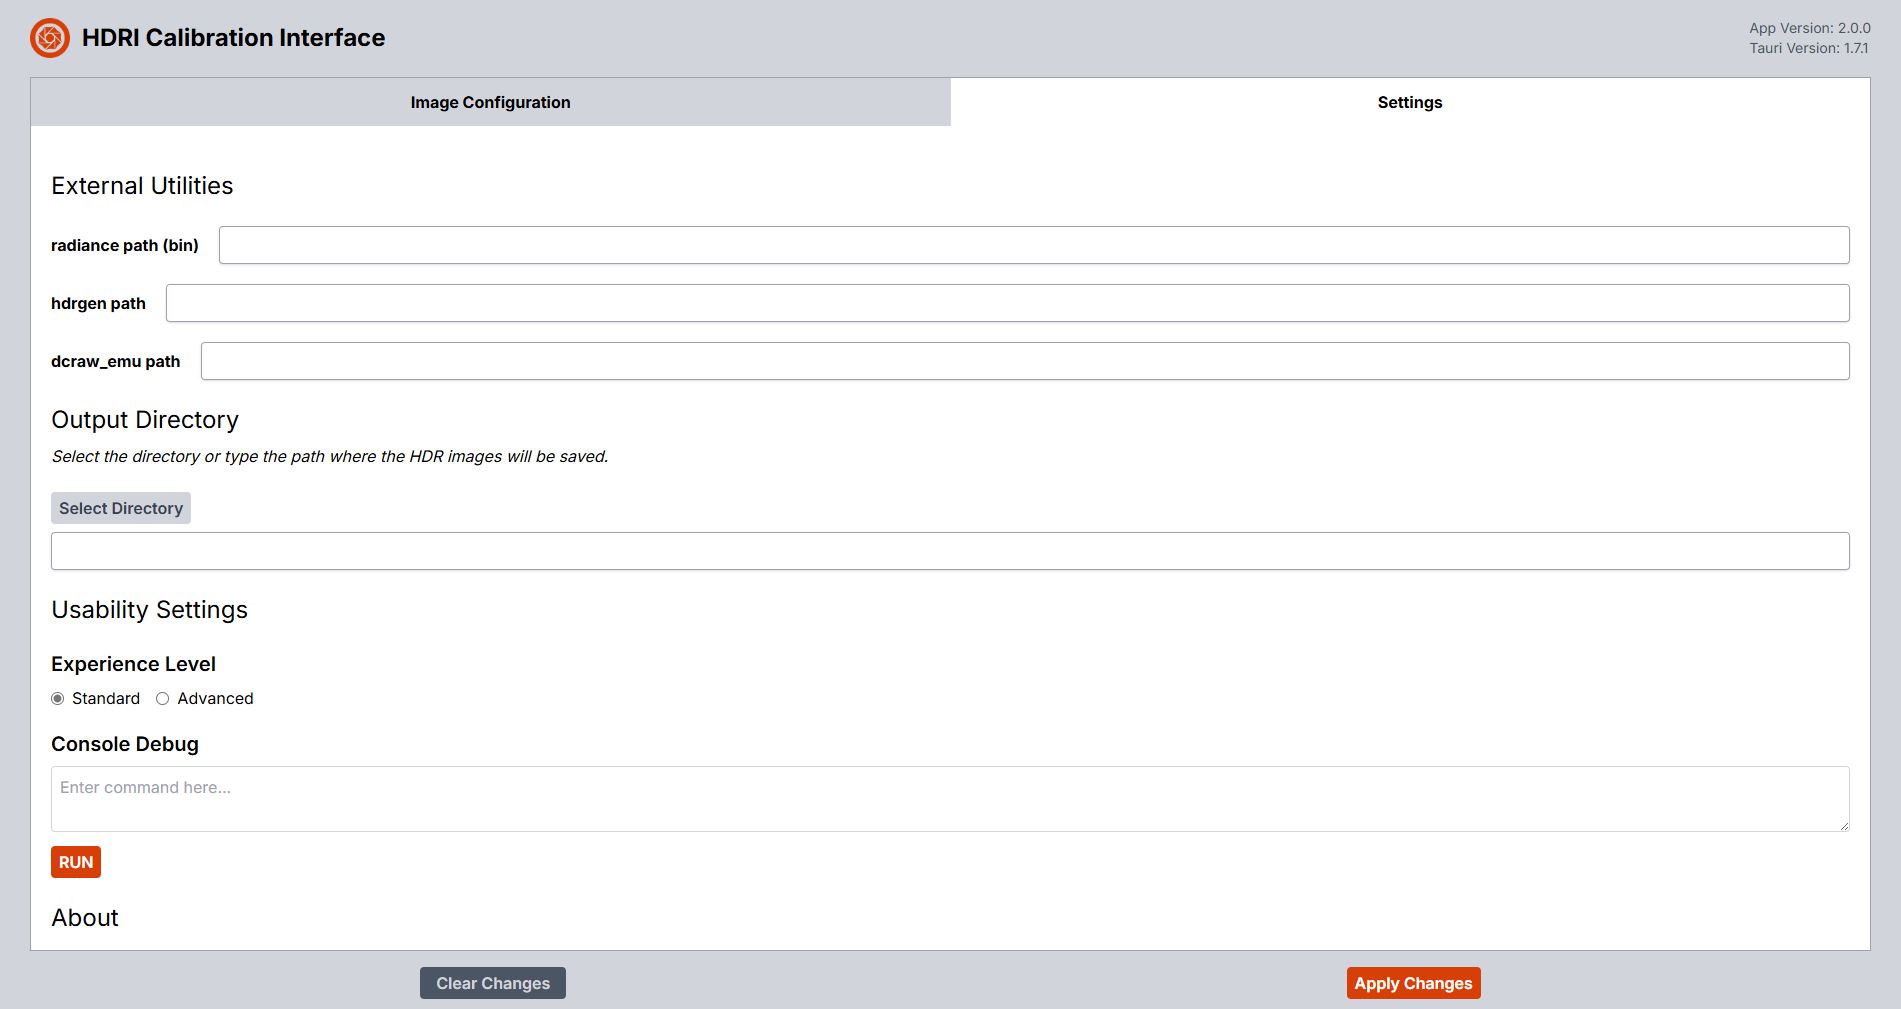 HDRI Calibration Interface
App Version: 2.0.0
Tauri Version: 1.7.1
Image Configuration
Settings
External Utilities
radiance path (bin)
hdrgen path
dcraw_emu path
Output Directory
Select the directory or type the path where the HDR images will be saved.
Select Directory
Usability Settings
Experience Level
Standard Advanced
Console Debug
Enter command here...
RUN
About
Clear Changes
Apply Changes